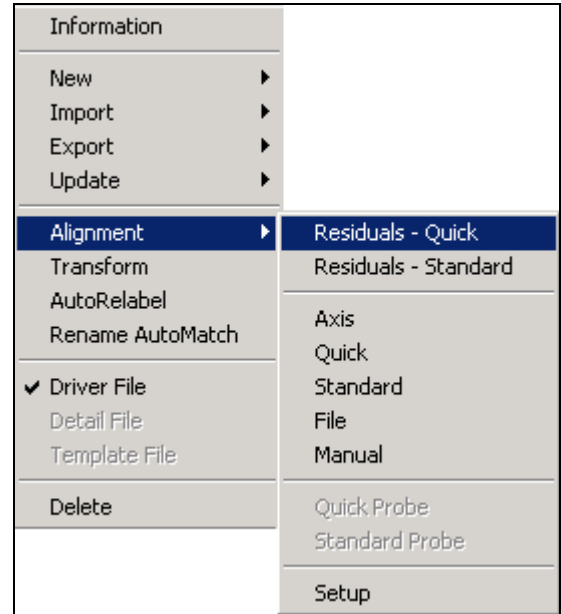 Information
New
Import
Export
Update
Alignment
Transform
AutoRelabel
Rename AutoMatch
Driver File
Detail File
Template File
Delete
Residuals - Quick
Residuals - Standard
Axis
Quick
Standard
File
Manual
Quick Probe
Standard Probe
Setup